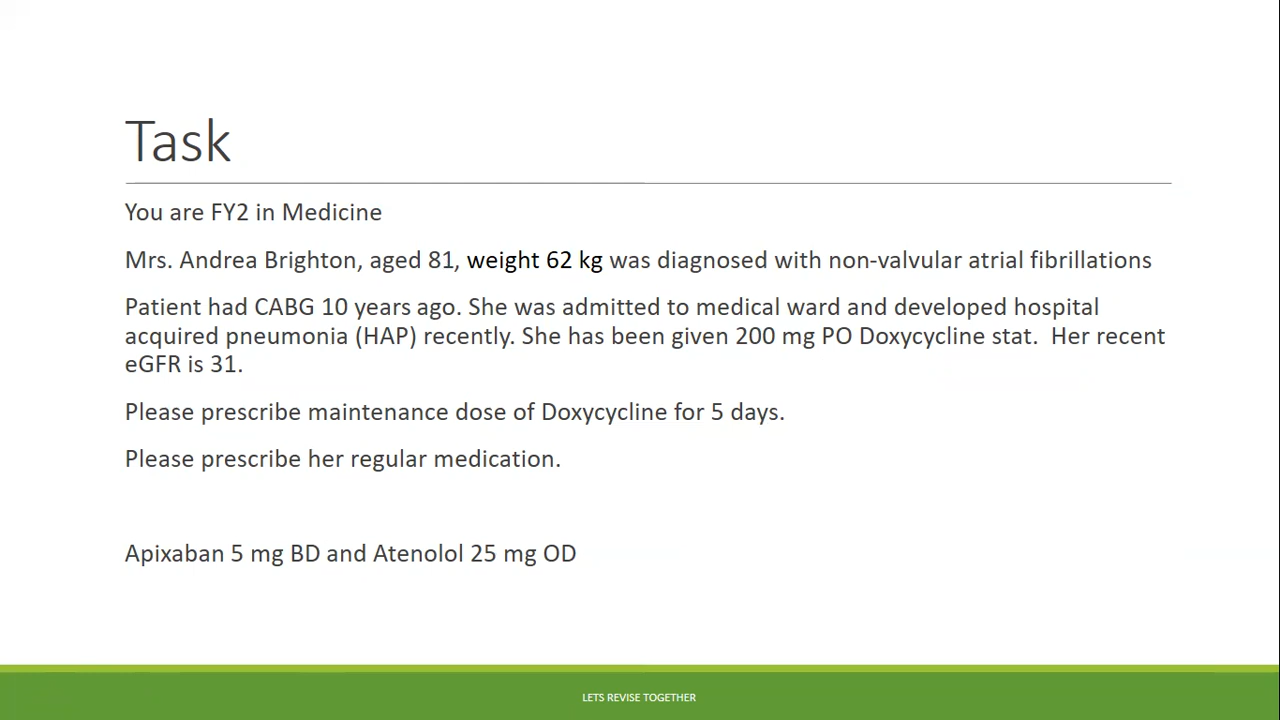 Task
You are FY2 in Medicine
Mrs. Andrea Brighton, aged 81, weight 62 kg was diagnosed with non-valvular atrial fibrillations
Patient had CABG 10 years ago. She was admitted to medical ward and developed hospital
acquired pneumonia (HAP) recently. She has been given 200 mg PO Doxycycline stat.  Her recent
eGFR is 31.
Please prescribe maintenance dose of Doxycycline for 5 days.
Please prescribe her regular medication.
Apixaban 5 mg BD and Atenolol 25 mg OD
LETS REVISE TOGETHER